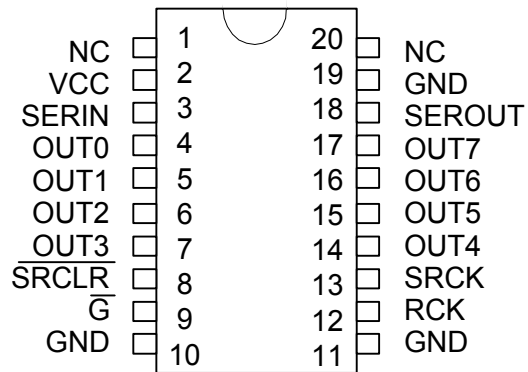 NC 1 20 NC
VCC 2 19 GND
SERIN 3 18 SEROUT
OUT0 4 17 OUT7
OUT1 5 16 OUT6
OUT2 6 15 OUT5
OUT3 7 14 OUT4
S̅R̅C̅L̅R̅ 8 13 SRCK
G̅ 9 12 RCK
GND 10 11 GND